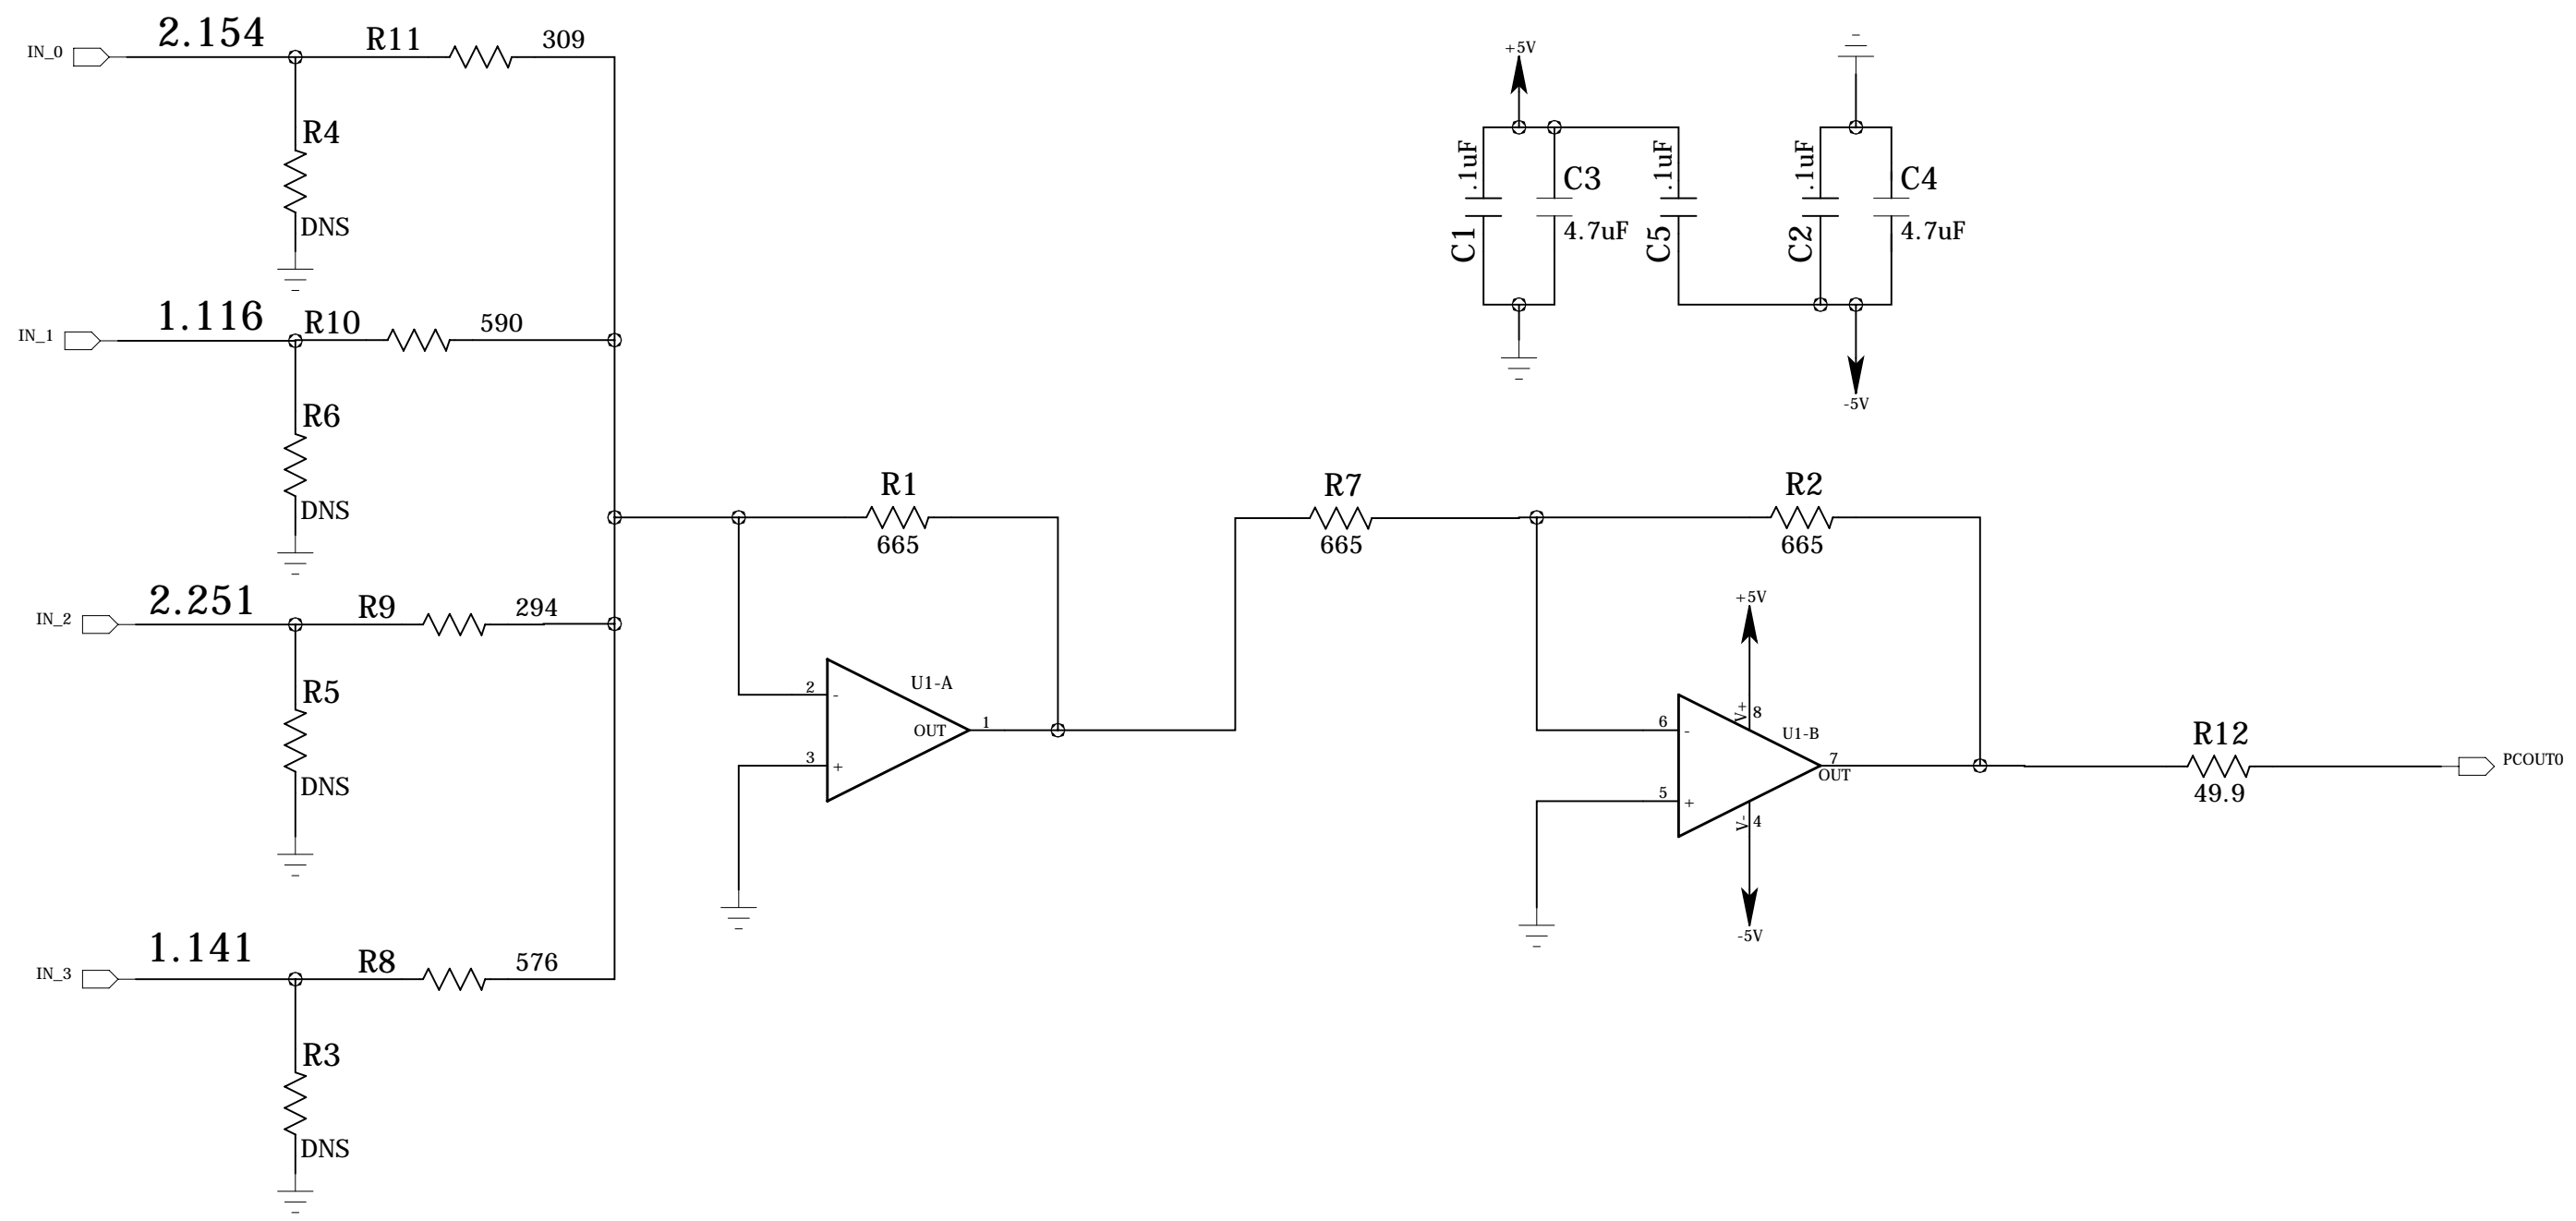 IN_0
2.154
R11
309
R4
DNS
IN_1
1.116
R10
590
R6
DNS
IN_2
2.251
R9
294
R5
DNS
IN_3
1.141
R8
576
R3
DNS
R1
665
2
-
U1-A
OUT
1
3
+
+5V
.1uF
C1
C3
4.7uF
.1uF
C5
.1uF
C2
C4
4.7uF
-5V
R7
665
R2
665
+5V
V+
8
6
-
U1-B
7
OUT
5
+
V-
4
-5V
R12
49.9
PCOUT0